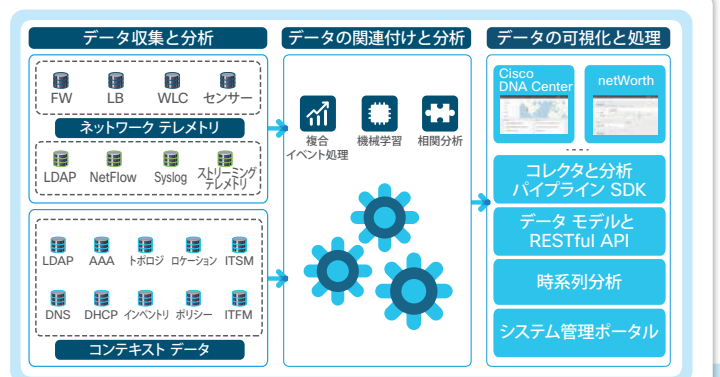 データ収集と分析
FW
LB
WLC
センサー
ネットワーク テレメトリ
LDAP
NetFlow
Syslog
ストリーミング
テレメトリ
LDAP
AAA
トポロジ
ロケーション
ITSM
DNS
DHCP
インベントリ
ポリシー
ITFM
コンテキスト データ
データの関連付けと分析
複合
イベント処理
機械学習
相関分析
データの可視化と処理
Cisco
DNA Center
netWorth
コレクタと分析
パイプライン SDK
データ モデルと
RESTful API
時系列分析
システム管理ポータル